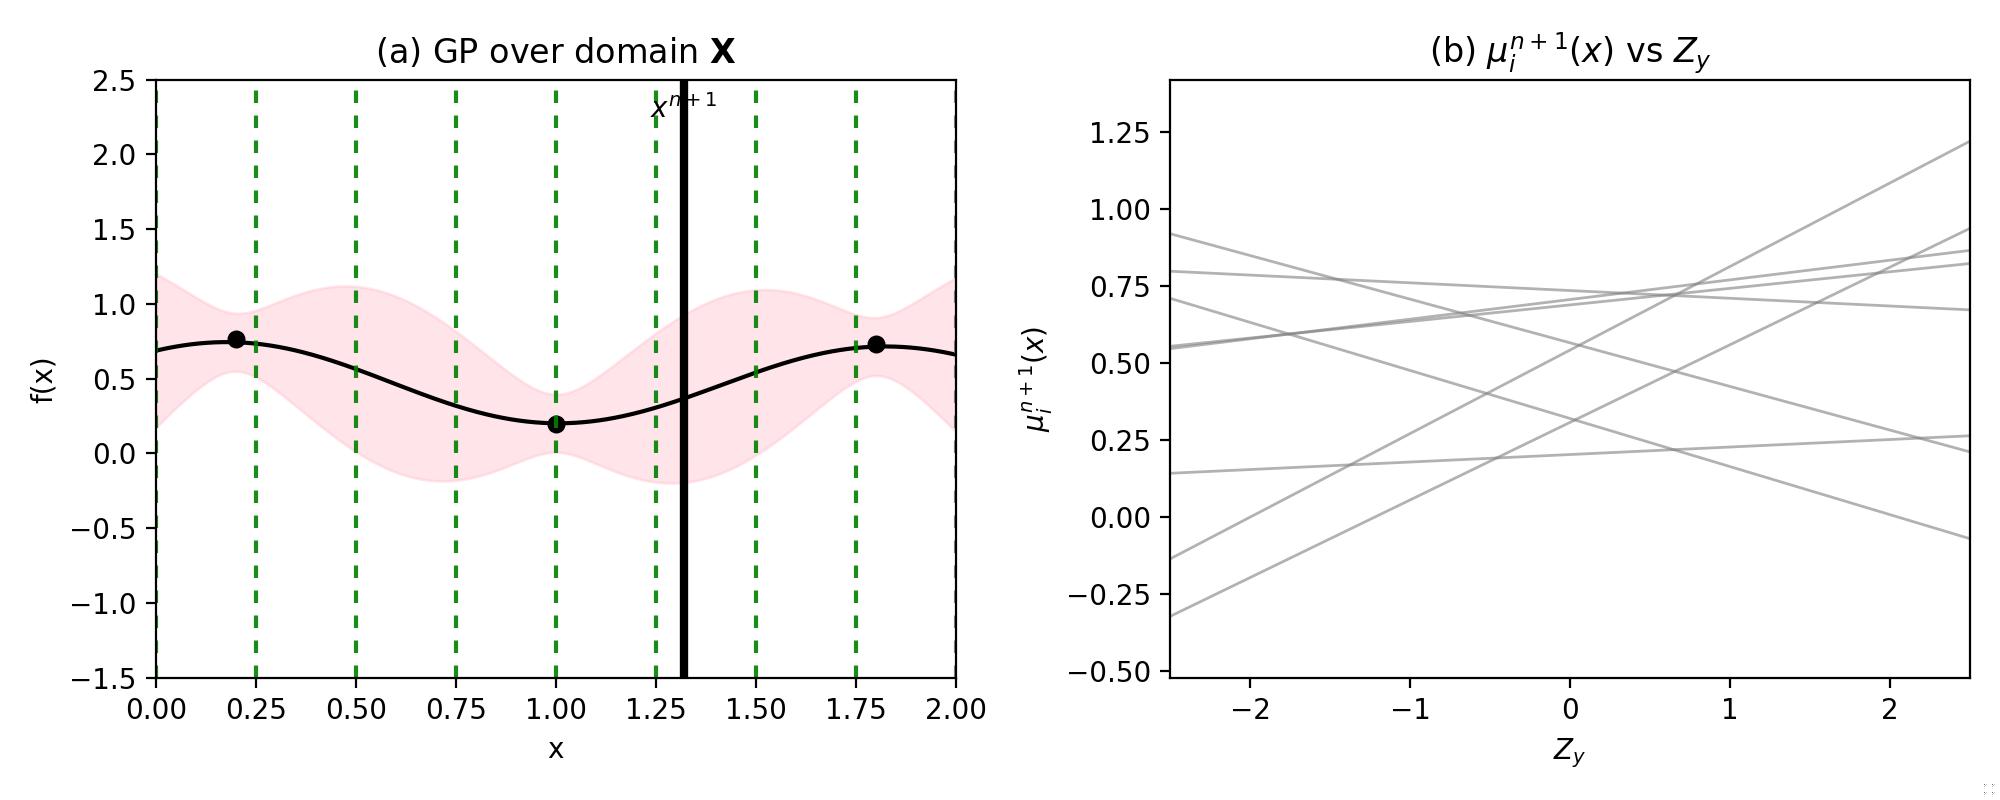 (a) GP over domain X
2.5
2.0
1.5
1.0
0.5
0.0
−0.5
−1.0
−1.5
f(x)
x^{n+1}
0.00 0.25 0.50 0.75 1.00 1.25 1.50 1.75 2.00
x
(b) μ_i^{n+1}(x) vs Z_y
1.25
1.00
0.75
0.50
0.25
0.00
−0.25
−0.50
μ_i^{n+1}(x)
−2 −1 0 1 2
Z_y